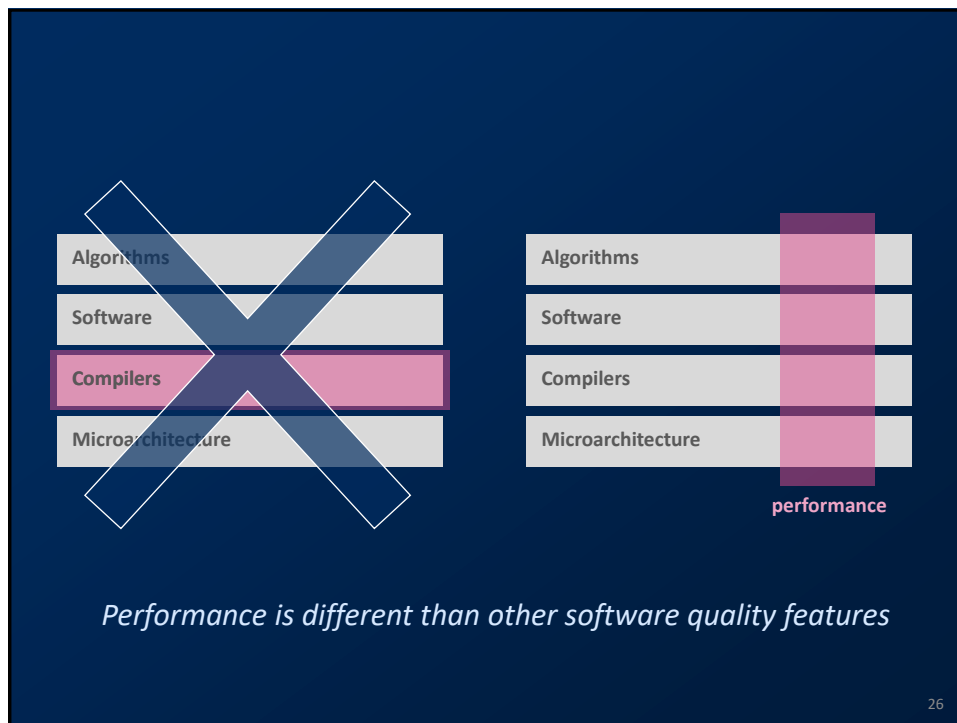 Algorithms
Software
Compilers
Microarchitecture
Algorithms
Software
Compilers
Microarchitecture
performance
Performance is different than other software quality features
26